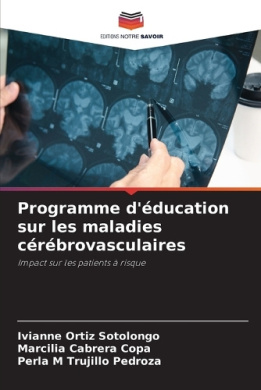 EDITIONS NOTRE SAVOIR
Programme d'éducation
sur les maladies
cérébrovasculaires
Impact sur les patients à risque
Ivianne Ortiz Sotolongo
Marcilia Cabrera Copa
Perla M Trujillo Pedroza